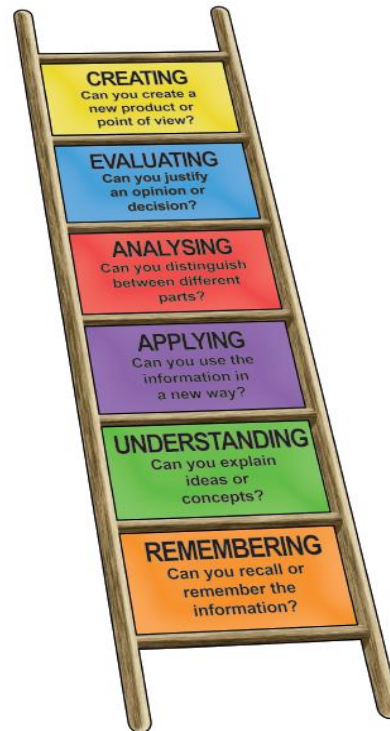 CREATING
Can you create a
new product or
point of view?
EVALUATING
Can you justify
an opinion or
decision?
ANALYSING
Can you distinguish
between different
parts?
APPLYING
Can you use the
information in
a new way?
UNDERSTANDING
Can you explain
ideas or
concepts?
REMEMBERING
Can you recall or
remember the
information?